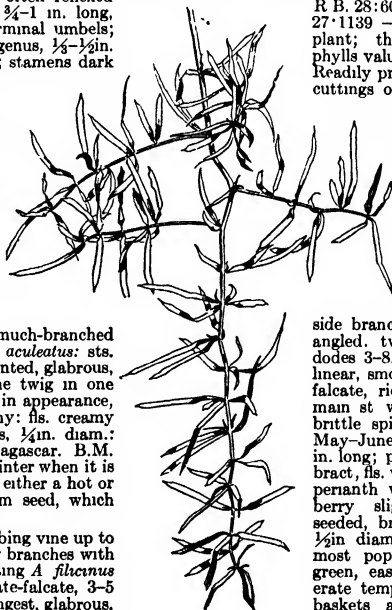 ¾–1 in. long,
rminal umbels;
genus, ⅓–½in.
; stamens dark
much-branched
aculeatus: sts.
nted, glabrous,
ne twig in one
in appearance,
ny: fls. creamy
s, ¼in. diam.:
agascar. B.M.
inter when it is
either a hot or
m seed, which
bing vine up to
branches with
ng A filicinus
te-falcate, 3–5
ngest, glabrous,
R B. 28:60
27·1139 —
plant; th
phylls valu
Readily pr
cuttings o
side branc
angled. tw
dodes 3–8,
linear, smo
falcate, ric
main st w
brittle spi
May–June
in. long; p
bract, fls. v
perianth w
berry slig
seeded, br
½in diam
most pop
green, eas
erate temp
baskets a